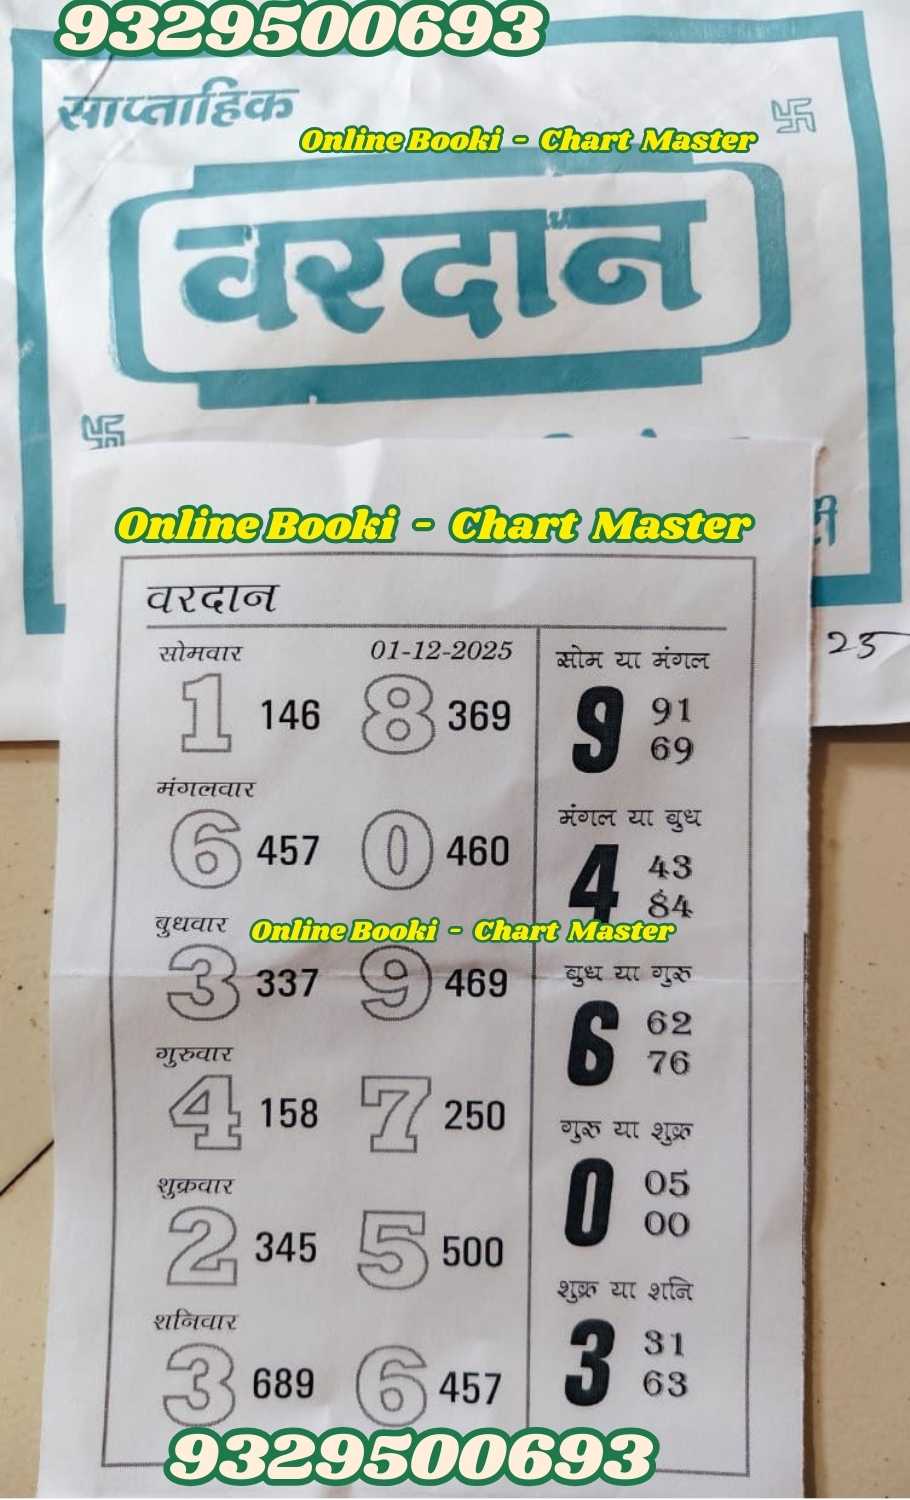 9329500693
साप्ताहिक
Online Booki - Chart Master
वरदान
Online Booki - Chart Master
वरदान
सोमवार 01-12-2025
1 146 8 369
मंगलवार
6 457 0 460
बुधवार
Online Booki - Chart Master
3 337 9 469
गुरुवार
4 158 7 250
शुक्रवार
2 345 5 500
शनिवार
3 689 6 457
सोम या मंगल
9 91
69
मंगल या बुध
4 43
84
बुध या गुरु
6 62
76
गुरु या शुक्र
0 05
00
शुक्र या शनि
3 31
63
25
9329500693